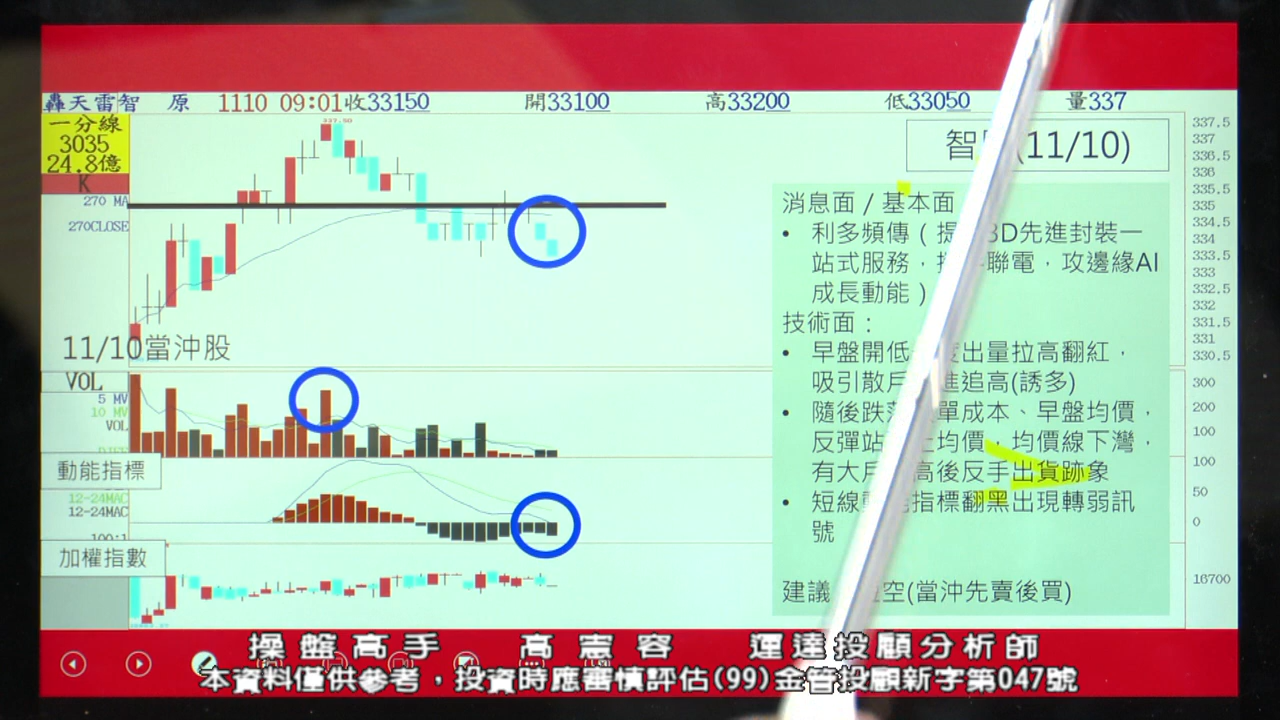 轟天雷智 原 1110 09:01收33150 開33100 高33200 低33050 量337
一分線
3035
24.8億
K
270 MA
270CLOSE
337.50
11/10當沖股
VOL
5 MV
10 MV
VOL
動能指標
12-24MAC
12-24MAC
加權指數
智 (11/10)
消息面 / 基本面
• 利多頻傳 ( 提 3D先進封裝一
站式服務，聯電，攻邊緣AI
成長動能 )
技術面：
• 早盤開低 出量拉高翻紅，
吸引散戶 進追高(誘多)
• 隨後跌 單成本、早盤均價，
反彈站 上均價，均價線下灣，
有大戶 高後反手出貨跡象
• 短線 指標翻黑出現轉弱訊
號
建議 空(當沖先賣後買)
337.5
337
336.5
336
335.5
335
334.5
334
333.5
333
332.5
332
331.5
331
330.5
300
200
100
100
50
0
16700
操盤高手 高憲容 運達投顧分析師
本資料僅供參考，投資時應審慎評估(99)金管投顧新字第047號